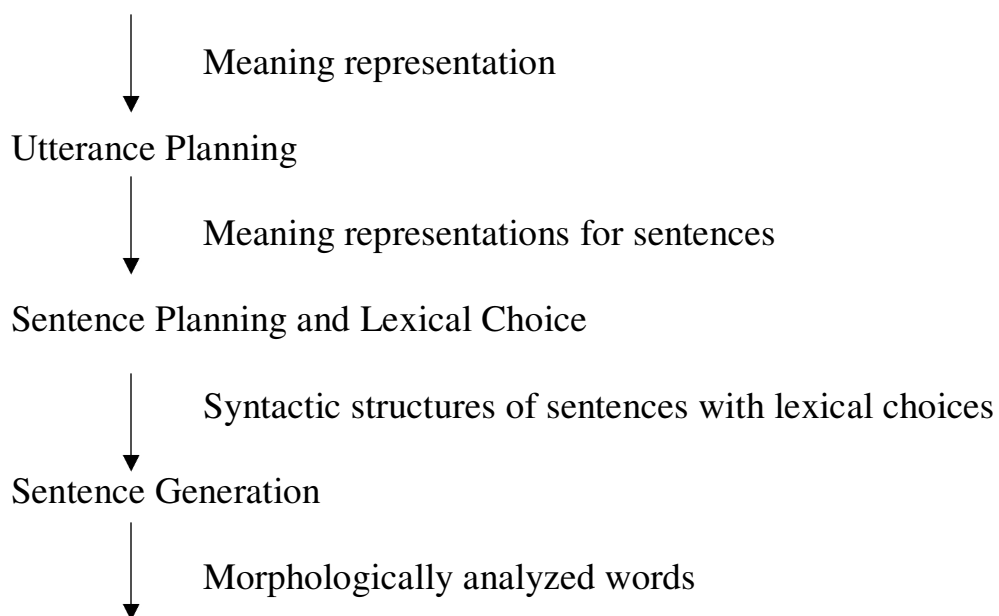 Meaning representation
Utterance Planning
Meaning representations for sentences
Sentence Planning and Lexical Choice
Syntactic structures of sentences with lexical choices
Sentence Generation
Morphologically analyzed words